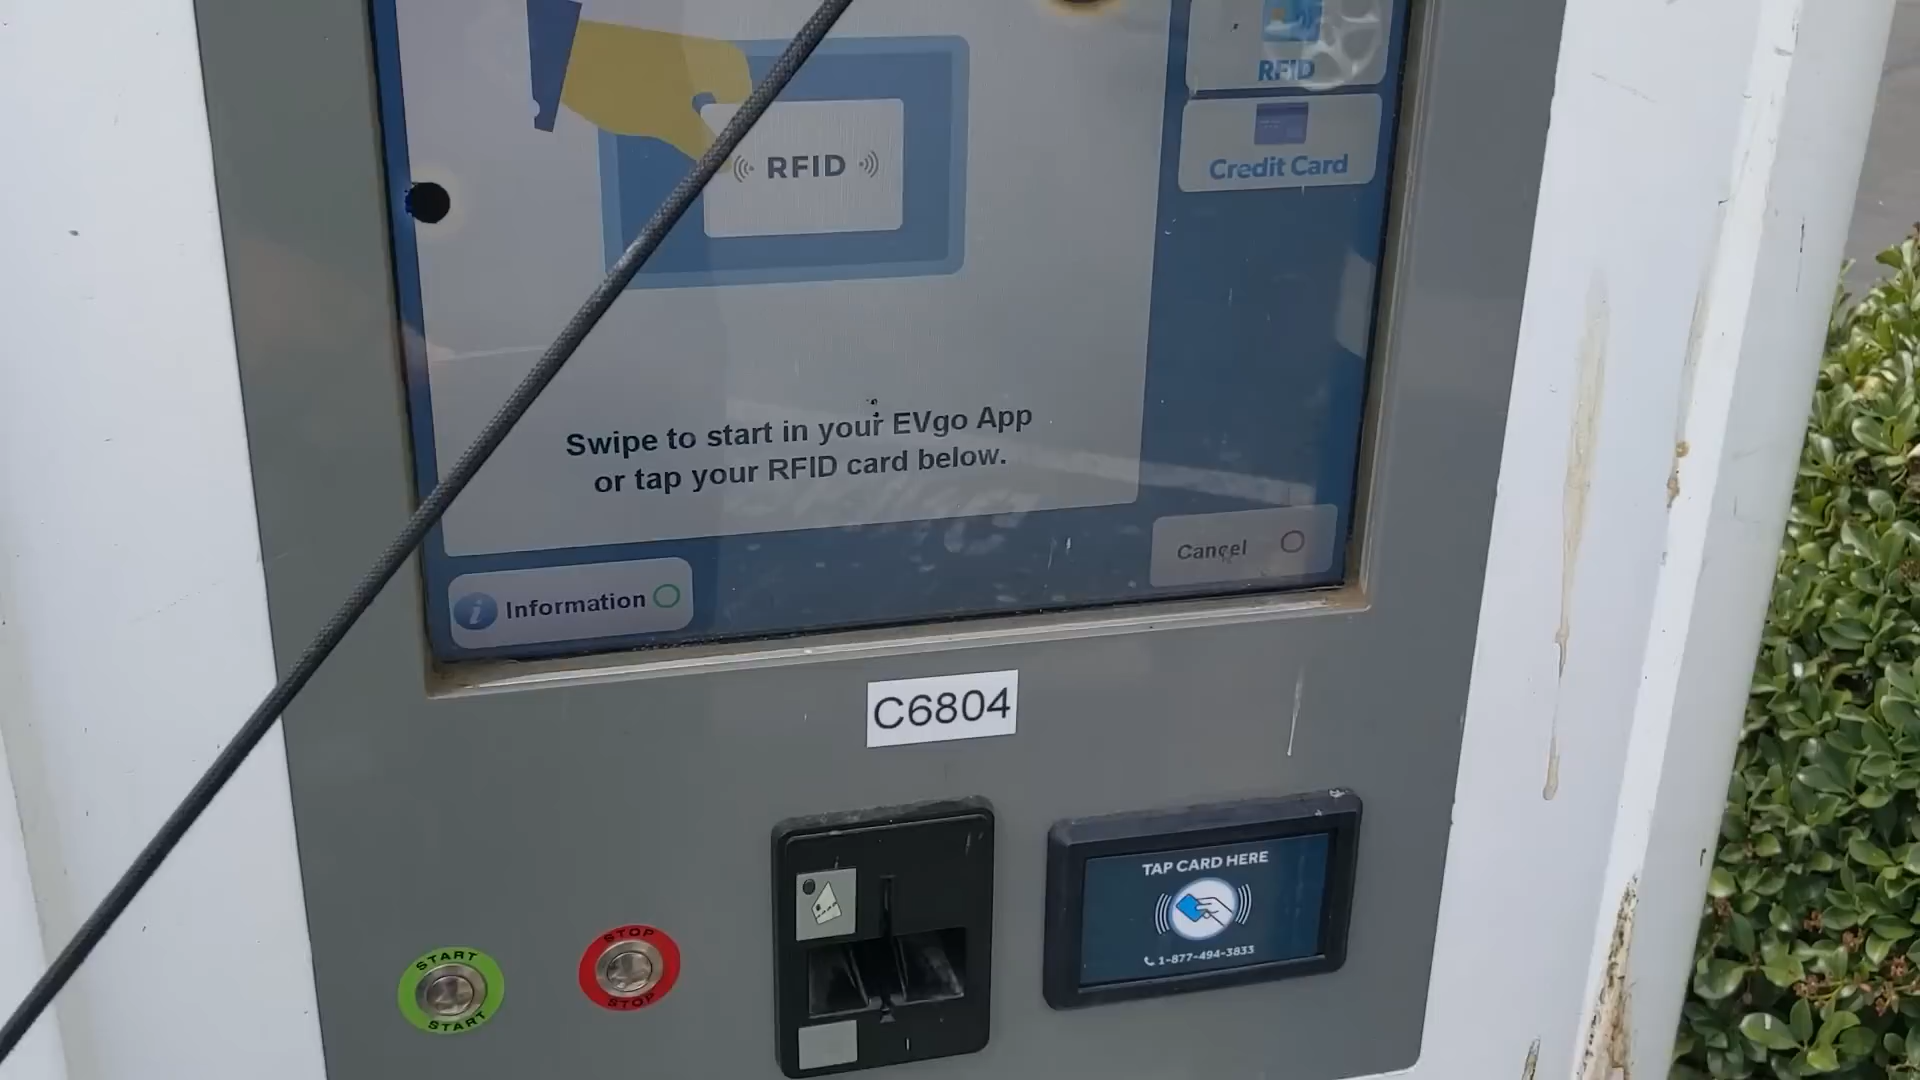 RFID
RFID
Credit Card
Swipe to start in your EVgo App
or tap your RFID card below.
Information
Cancel
C6804
TAP CARD HERE
1-877-494-3833
START
START
STOP
STOP